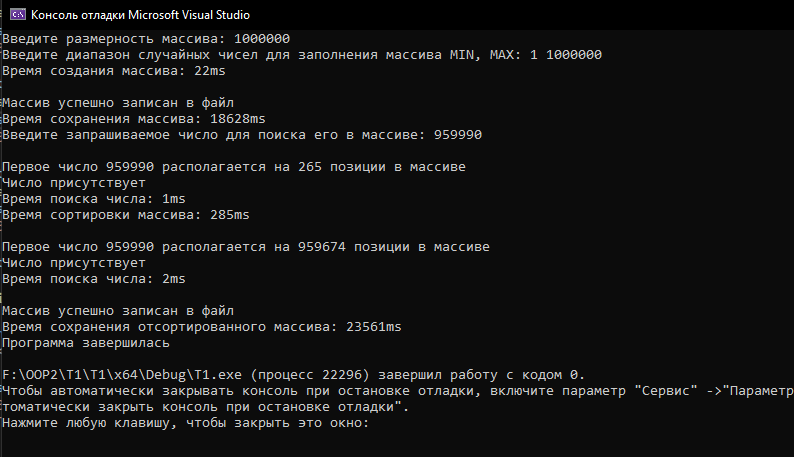 Консоль отладки Microsoft Visual Studio
Введите размерность массива: 1000000
Введите диапазон случайных чисел для заполнения массива MIN, MAX: 1 1000000
Время создания массива: 22ms
Массив успешно записан в файл
Время сохранения массива: 18628ms
Введите запрашиваемое число для поиска его в массиве: 959990
Первое число 959990 располагается на 265 позиции в массиве
Число присутствует
Время поиска числа: 1ms
Время сортировки массива: 285ms
Первое число 959990 располагается на 959674 позиции в массиве
Число присутствует
Время поиска числа: 2ms
Массив успешно записан в файл
Время сохранения отсортированного массива: 23561ms
Программа завершилась
F:\OOP2\T1\T1\x64\Debug\T1.exe (процесс 22296) завершил работу с кодом 0.
Чтобы автоматически закрывать консоль при остановке отладки, включите параметр "Сервис" ->"Параметр
томатически закрыть консоль при остановке отладки".
Нажмите любую клавишу, чтобы закрыть это окно: